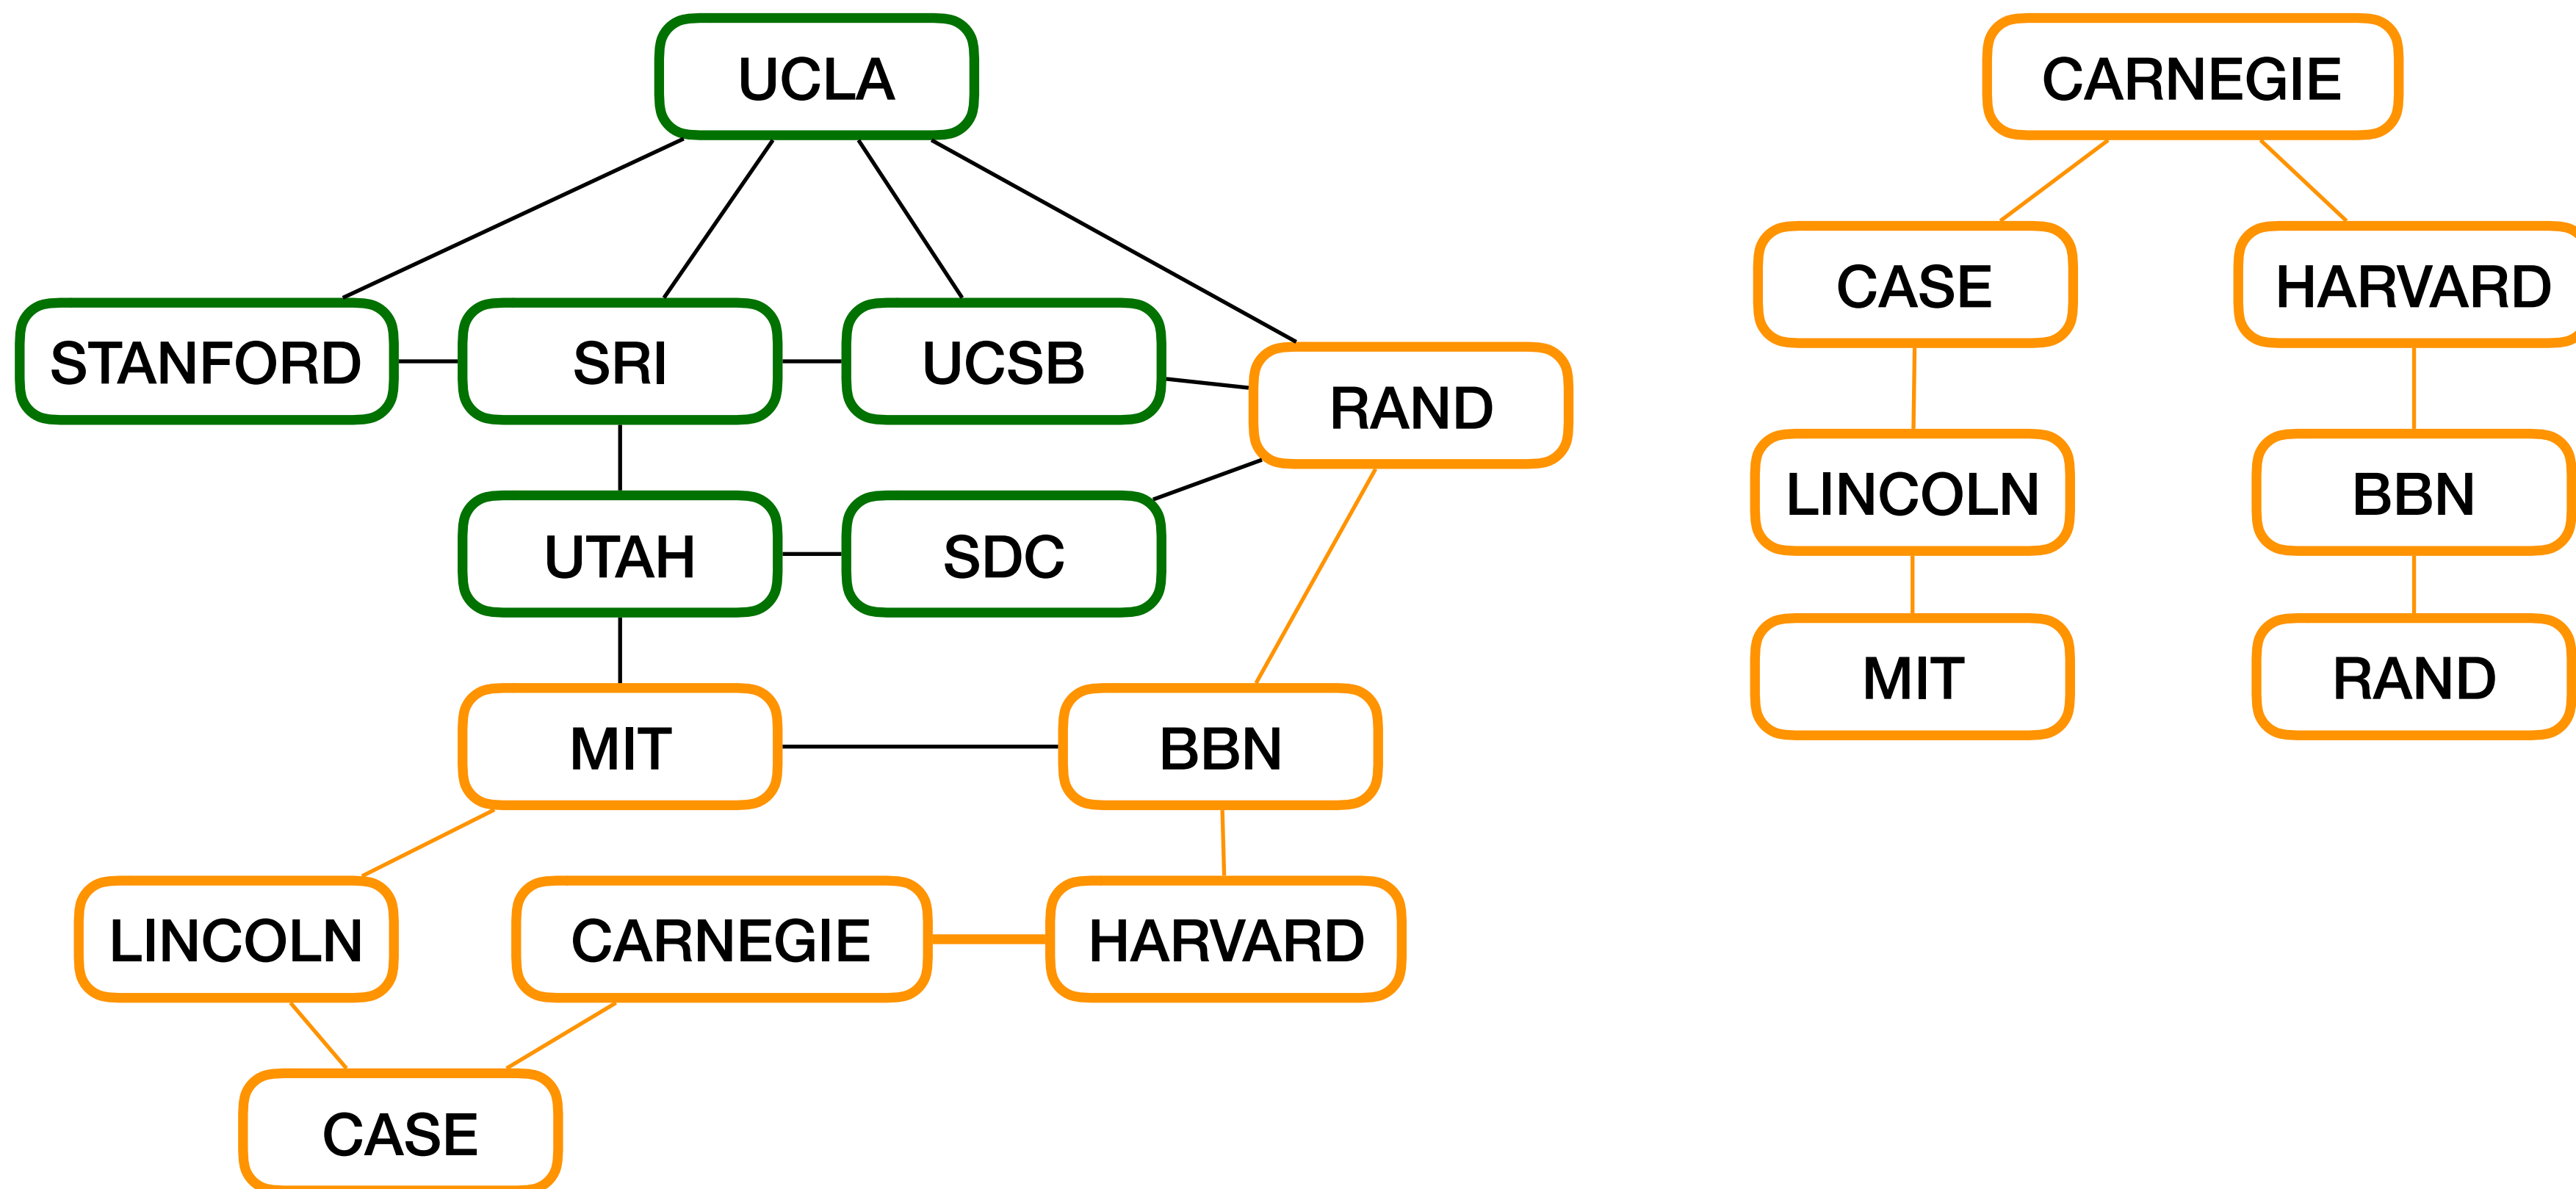 UCLA
STANFORD
SRI
UCSB
RAND
UTAH
SDC
MIT
BBN
LINCOLN
CARNEGIE
HARVARD
CASE
CARNEGIE
CASE
HARVARD
LINCOLN
BBN
MIT
RAND